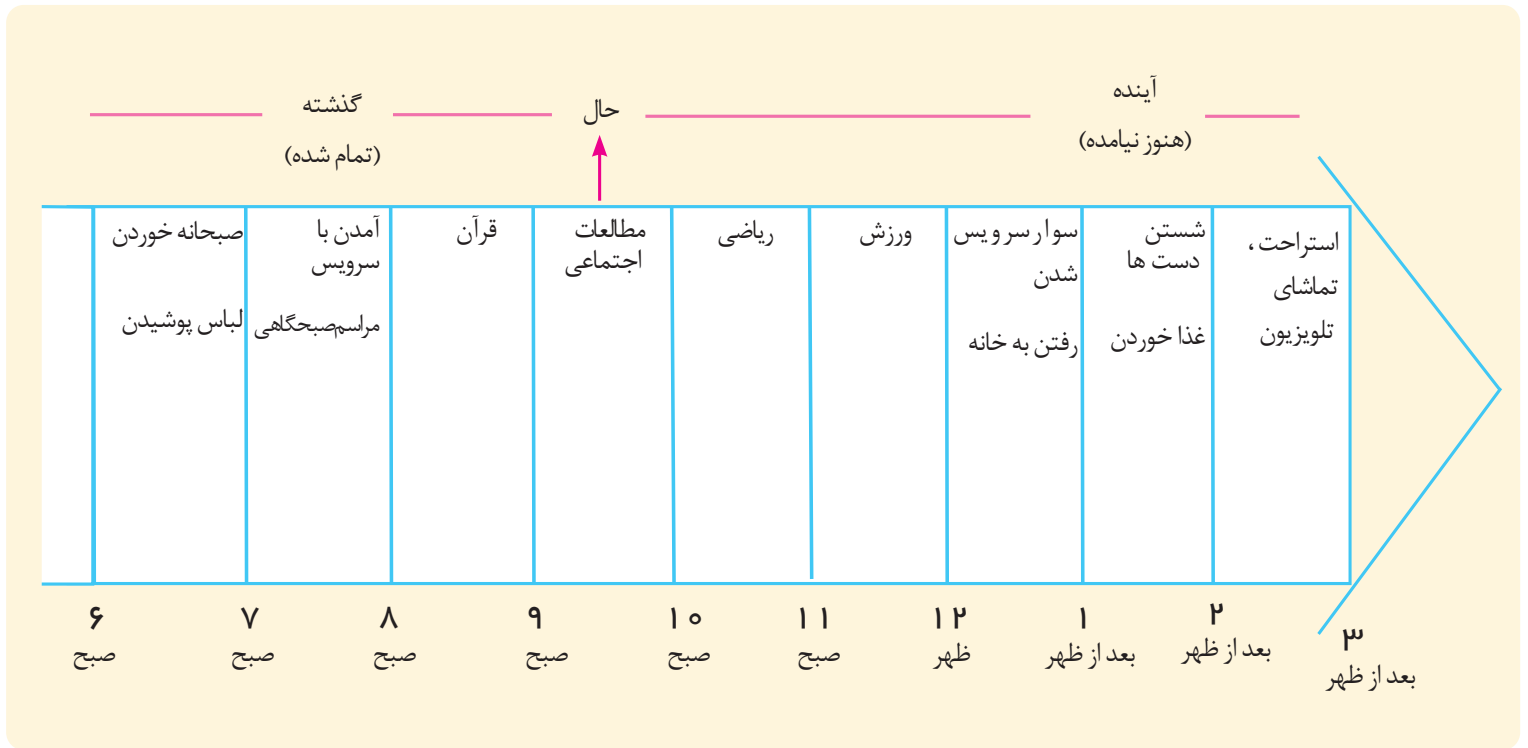 گذشته
(تمام شده)
حال
آینده
(هنوز نیامده)
صبحانه خوردن
لباس پوشیدن
آمدن با
سرویس
مراسم‌صبحگاهی
قرآن
مطالعات
اجتماعی
ریاضی
ورزش
سوار سرویس
شدن
رفتن به خانه
شستن
دست ها
غذا خوردن
استراحت،
تماشای
تلویزیون
۶
صبح
۷
صبح
۸
صبح
۹
صبح
۱۰
صبح
۱۱
صبح
۱۲
ظهر
۱
بعد از ظهر
۲
بعد از ظهر
۳
بعد از ظهر